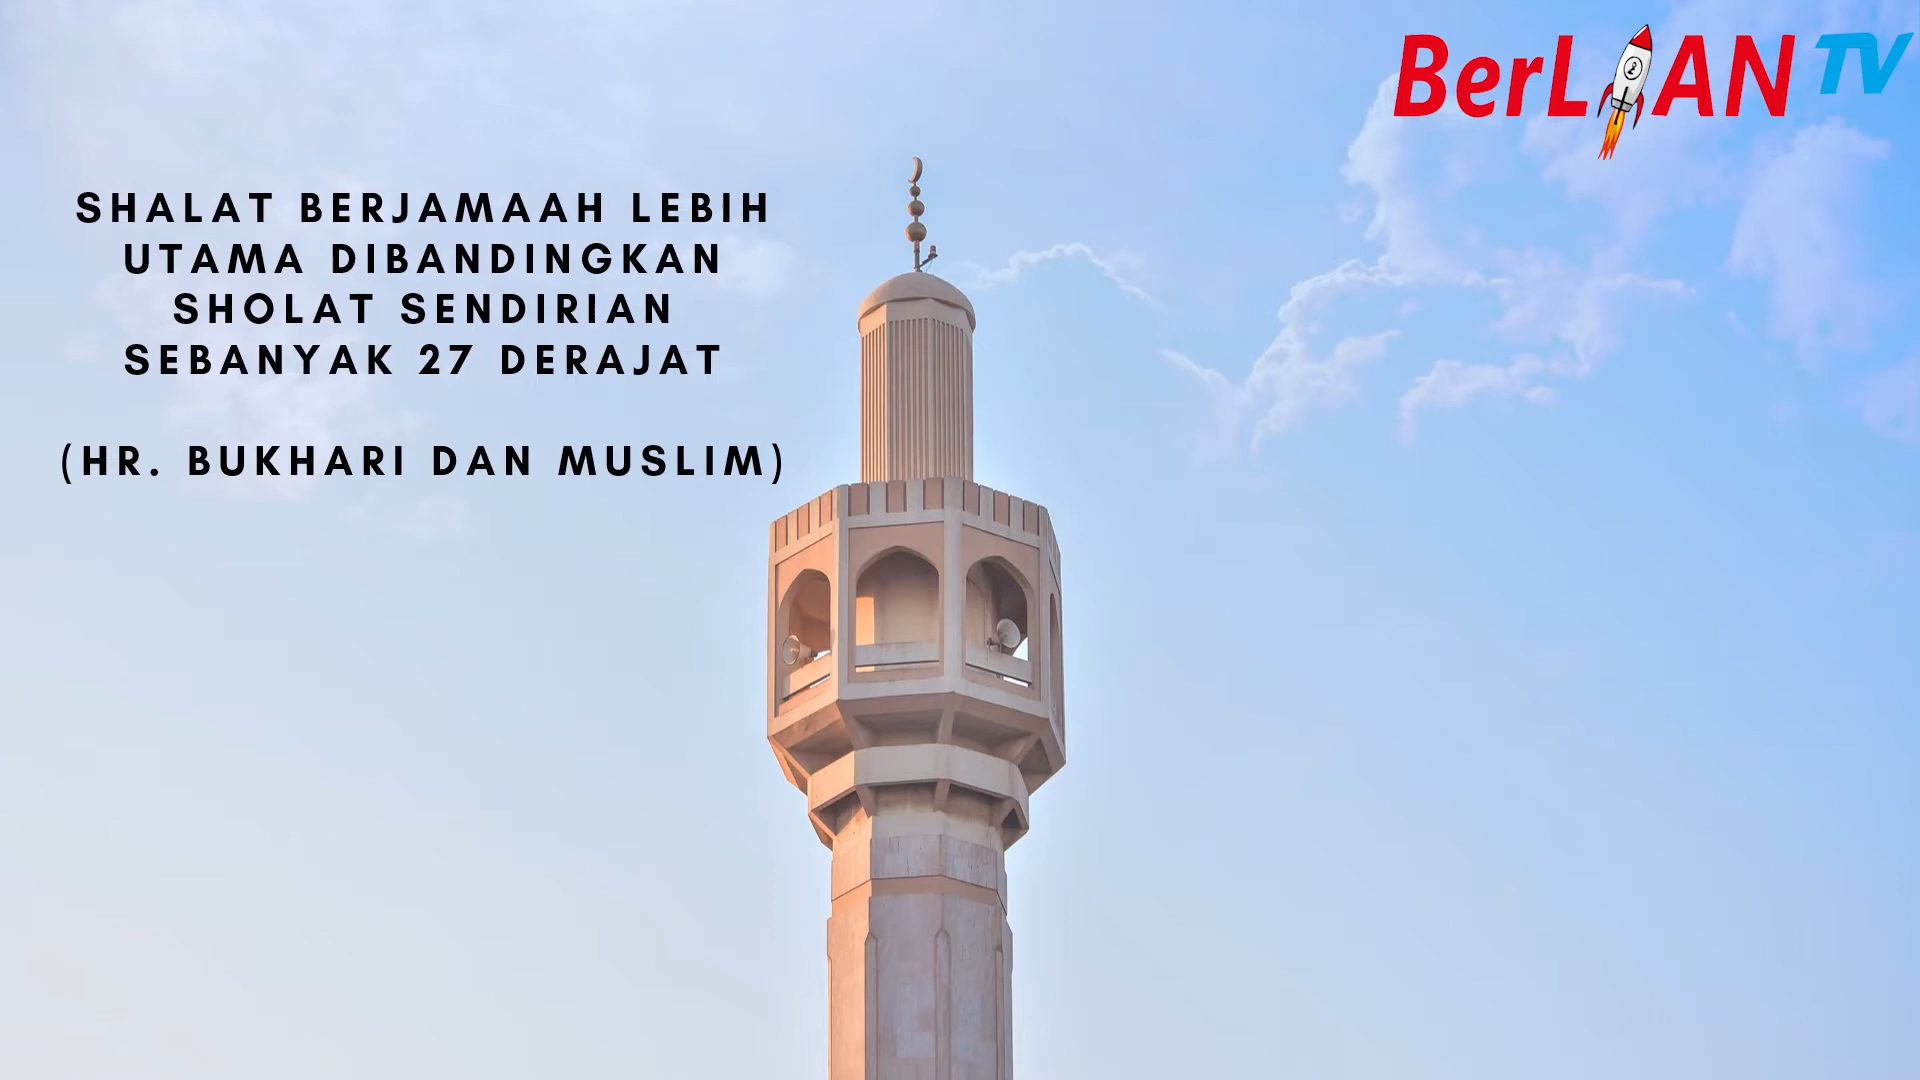 BerLiAN TV
SHALAT BERJAMAAH LEBIH
UTAMA DIBANDINGKAN
SHOLAT SENDIRIAN
SEBANYAK 27 DERAJAT
(HR. BUKHARI DAN MUSLIM)